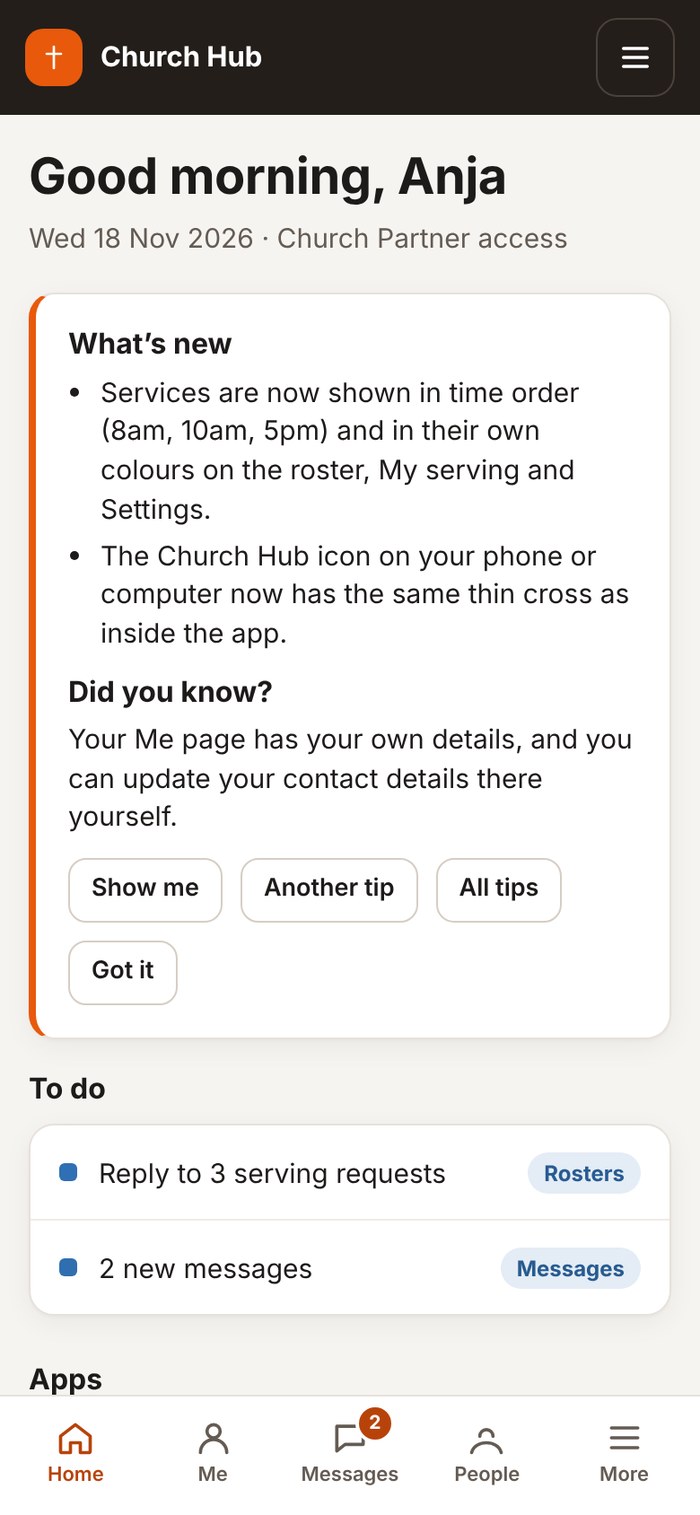 Church Hub
Good morning, Anja
Wed 18 Nov 2026 · Church Partner access
What’s new
• Services are now shown in time order
(8am, 10am, 5pm) and in their own
colours on the roster, My serving and
Settings.
• The Church Hub icon on your phone or
computer now has the same thin cross as
inside the app.
Did you know?
Your Me page has your own details, and you
can update your contact details there
yourself.
Show me
Another tip
All tips
Got it
To do
Reply to 3 serving requests
Rosters
2 new messages
Messages
Apps
2
Home
Me
Messages
People
More